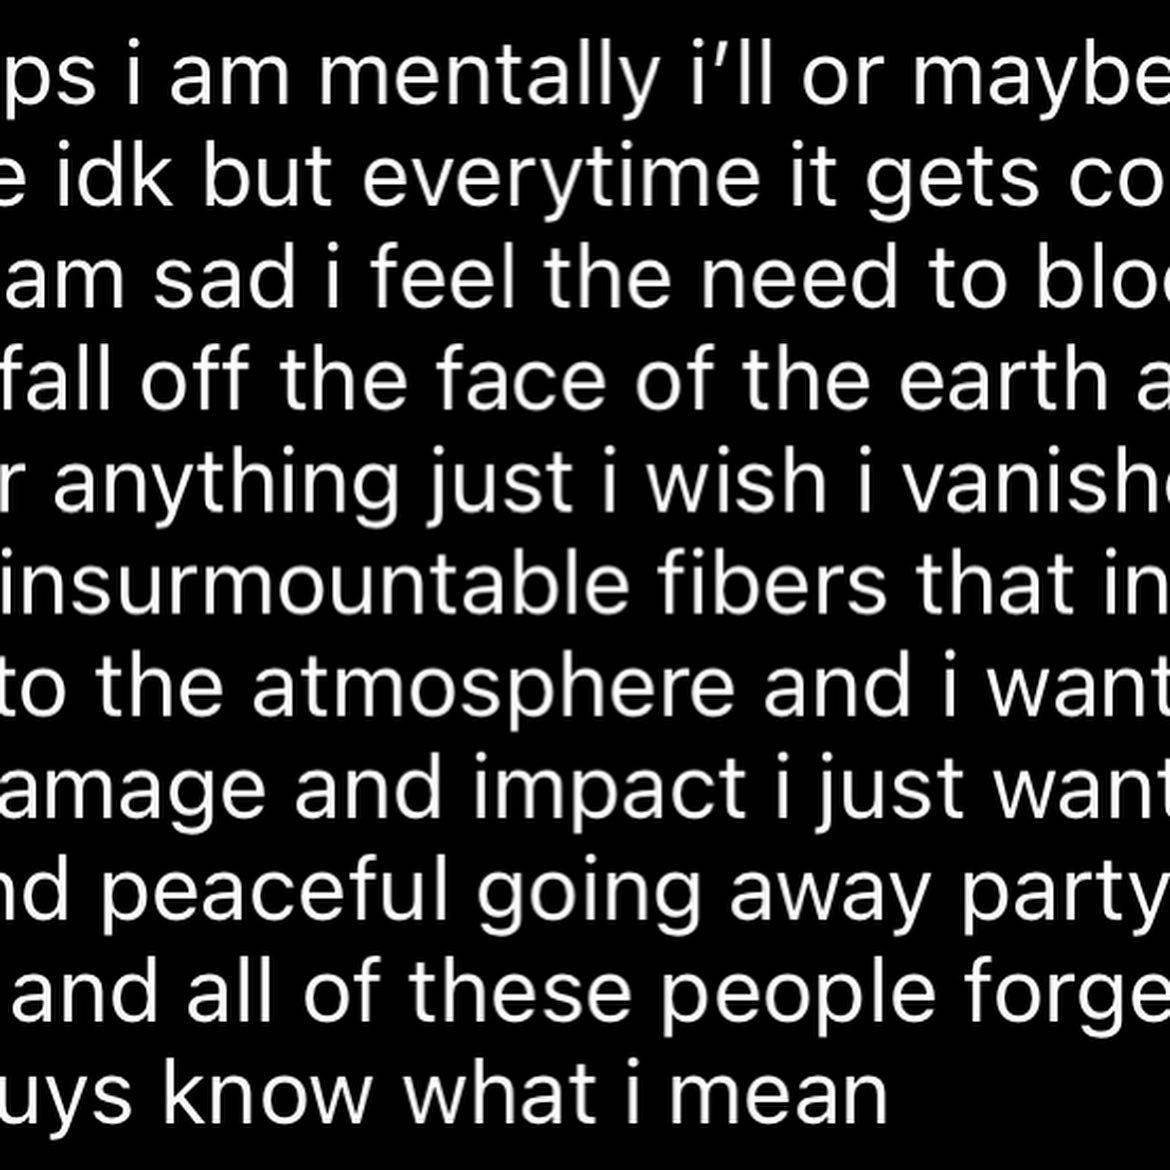 ps i am mentally i'll or maybe
e idk but everytime it gets co
am sad i feel the need to bloc
fall off the face of the earth a
r anything just i wish i vanishe
insurmountable fibers that in
to the atmosphere and i want
amage and impact i just want
nd peaceful going away party
and all of these people forge
uys know what i mean